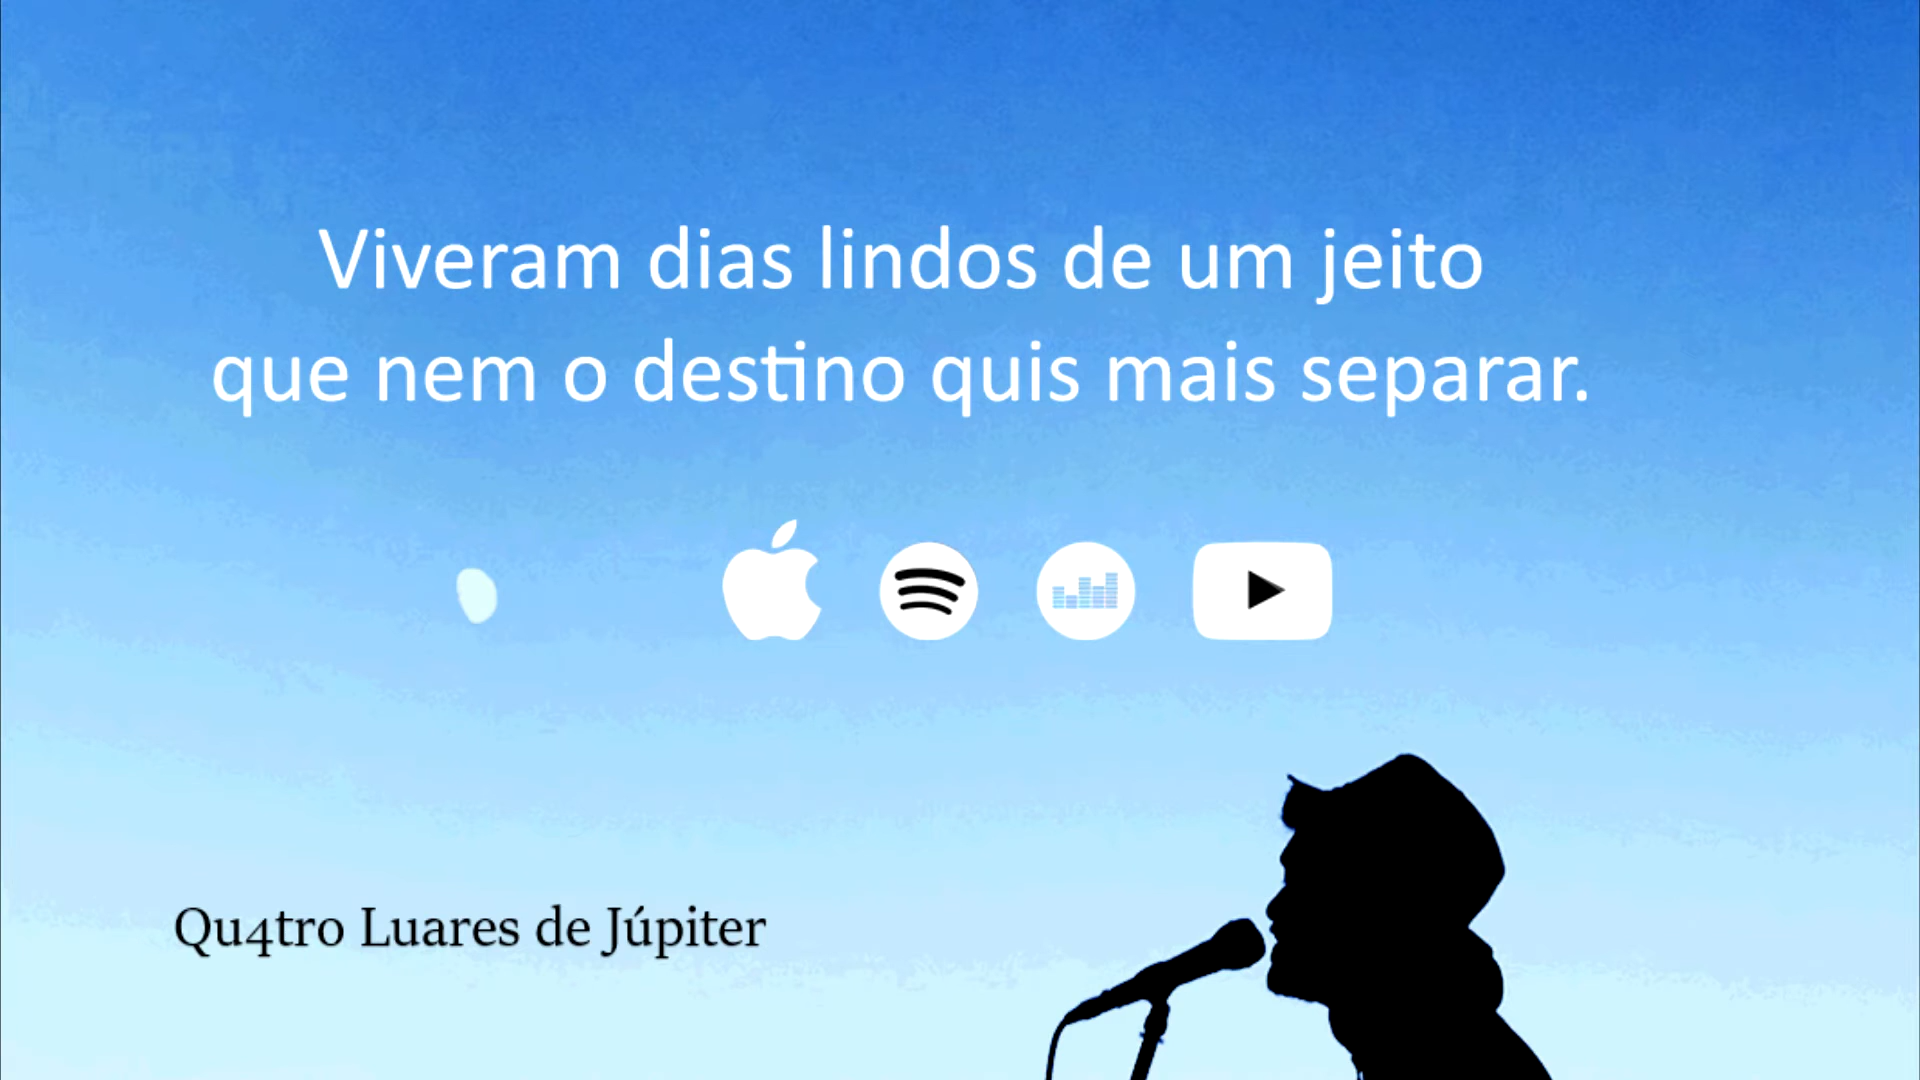 Viveram dias lindos de um jeito
que nem o destino quis mais separar.
Qu4tro Luares de Júpiter